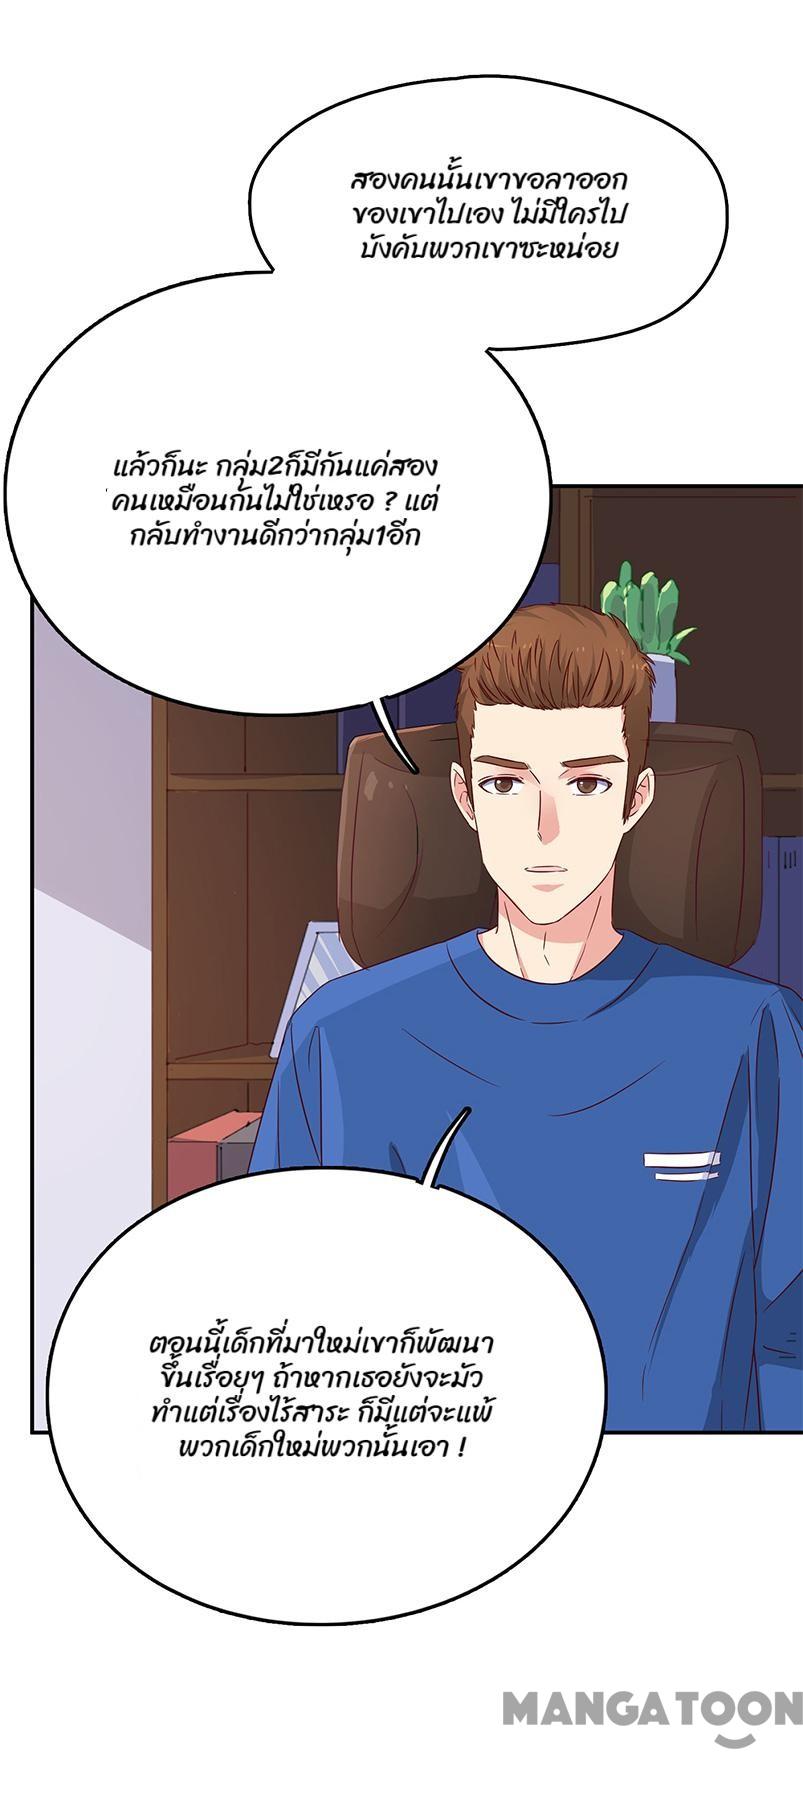 สองคนนั้นเขาขอลาออก
ของเขาไปเอง ไม่มีใครไป
บังคับพวกเขาซะหน่อย
แล้วก็นะ กลุ่ม2ก็มีกันแค่สอง
คนเหมือนกันไม่ใช่เหรอ ? แต่
กลับทำงานดีกว่ากลุ่ม1อีก
ตอนนี้เด็กที่มาใหม่เขาก็พัฒนา
ขึ้นเรื่อยๆ ถ้าหากเธอยังจะมัว
ทำแต่เรื่องไร้สาระ ก็มีแต่จะแพ้
พวกเด็กใหม่พวกนั้นเอา !
MANGATOON